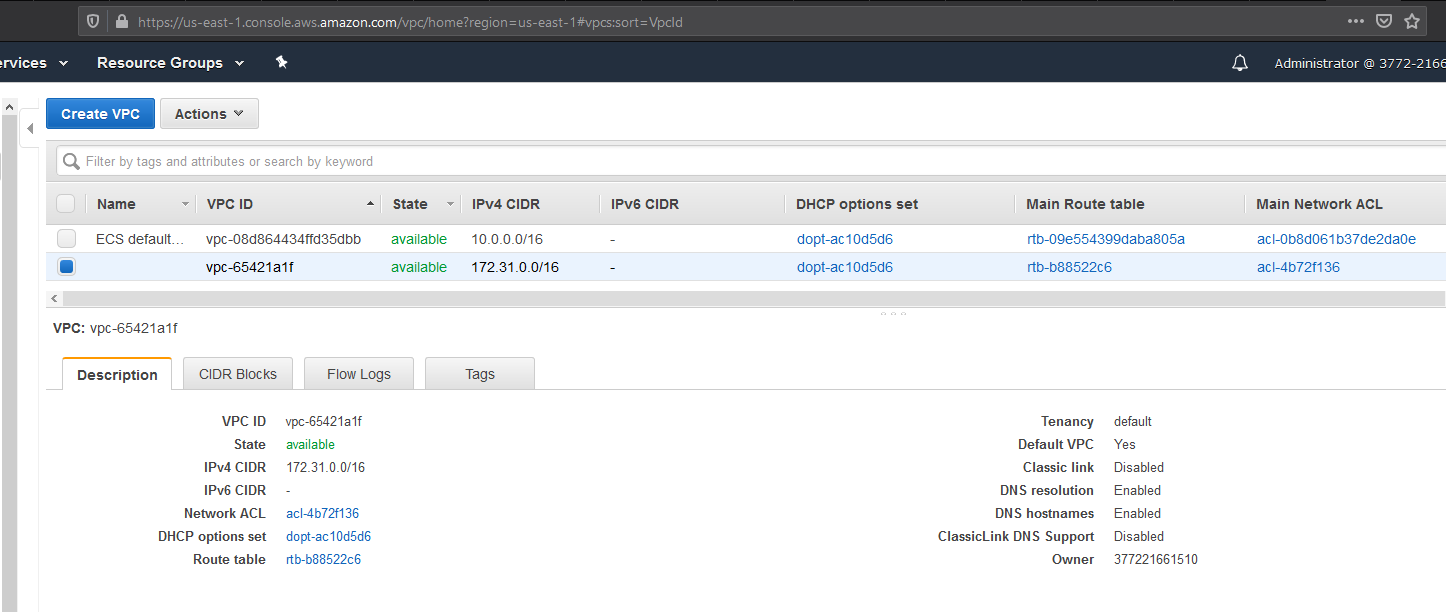 https://us-east-1.console.aws.amazon.com/vpc/home?region=us-east-1#vpcs:sort=VpcId
ervices Resource Groups Administrator @ 3772-2166
Create VPC Actions
Filter by tags and attributes or search by keyword
Name VPC ID State IPv4 CIDR IPv6 CIDR DHCP options set Main Route table Main Network ACL
ECS default... vpc-08d864434ffd35dbb available 10.0.0.0/16 - dopt-ac10d5d6 rtb-09e554399daba805a acl-0b8d061b37de2da0e
vpc-65421a1f available 172.31.0.0/16 - dopt-ac10d5d6 rtb-b88522c6 acl-4b72f136
VPC: vpc-65421a1f
Description CIDR Blocks Flow Logs Tags
VPC ID vpc-65421a1f Tenancy default
State available Default VPC Yes
IPv4 CIDR 172.31.0.0/16 Classic link Disabled
IPv6 CIDR - DNS resolution Enabled
Network ACL acl-4b72f136 DNS hostnames Enabled
DHCP options set dopt-ac10d5d6 ClassicLink DNS Support Disabled
Route table rtb-b88522c6 Owner 377221661510